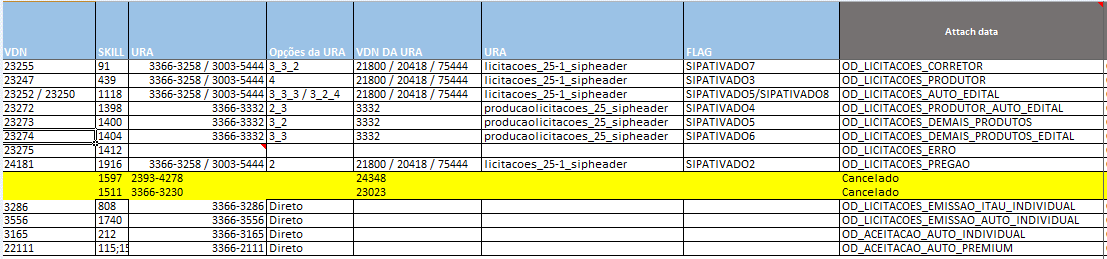 Attach data
VDN SKILL URA Opções da URA VDN DA URA URA FLAG
23255 91 3366-3258 / 3003-5444 3_3_2 21800 / 20418 / 75444 licitacoes_25-1_sipheader SIPATIVADO7 OD_LICITACOES_CORRETOR
23247 439 3366-3258 / 3003-5444 4 21800 / 20418 / 75444 licitacoes_25-1_sipheader SIPATIVADO3 OD_LICITACOES_PRODUTOR
23252 / 23250 1118 3366-3258 / 3003-5444 3_3_3 / 3_2_4 21800 / 20418 / 75444 licitacoes_25-1_sipheader SIPATIVADO5/SIPATIVADO8 OD_LICITACOES_AUTO_EDITAL
23272 1398 3366-3332 2_3 3332 producaolicitacoes_25_sipheader SIPATIVADO4 OD_LICITACOES_PRODUTOR_AUTO_EDITAL
23273 1400 3366-3332 3_2 3332 producaolicitacoes_25_sipheader SIPATIVADO5 OD_LICITACOES_DEMAIS_PRODUTOS
23274 1404 3366-3332 3_3 3332 producaolicitacoes_25_sipheader SIPATIVADO6 OD_LICITACOES_DEMAIS_PRODUTOS_EDITAL
23275 1412 OD_LICITACOES_ERRO
24181 1916 3366-3258 / 3003-5444 2 21800 / 20418 / 75444 licitacoes_25-1_sipheader SIPATIVADO2 OD_LICITACOES_PREGAO
1597 2393-4278 24348 Cancelado
1511 3366-3230 23023 Cancelado
3286 808 3366-3286 Direto OD_LICITACOES_EMISSAO_ITAU_INDIVIDUAL
3556 1740 3366-3556 Direto OD_LICITACOES_EMISSAO_AUTO_INDIVIDUAL
3165 212 3366-3165 Direto OD_ACEITACAO_AUTO_INDIVIDUAL
22111 115;15 3366-2111 Direto OD_ACEITACAO_AUTO_PREMIUM